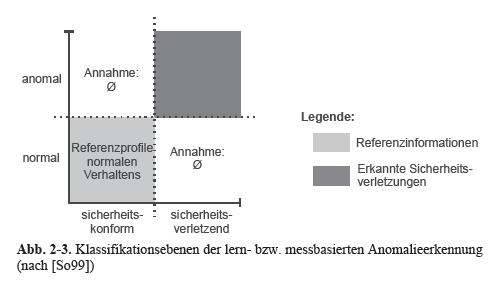 anomal
Annahme:
Ø
normal
Referenzprofile
normalen
Verhaltens
Annahme:
Ø
sicherheits-
konform
sicherheits-
verletzend
Legende:
Referenzinformationen
Erkannte Sicherheits-
verletzungen
Abb. 2-3. Klassifikationsebenen der lern- bzw. messbasierten Anomalieerkennung
(nach [So99])